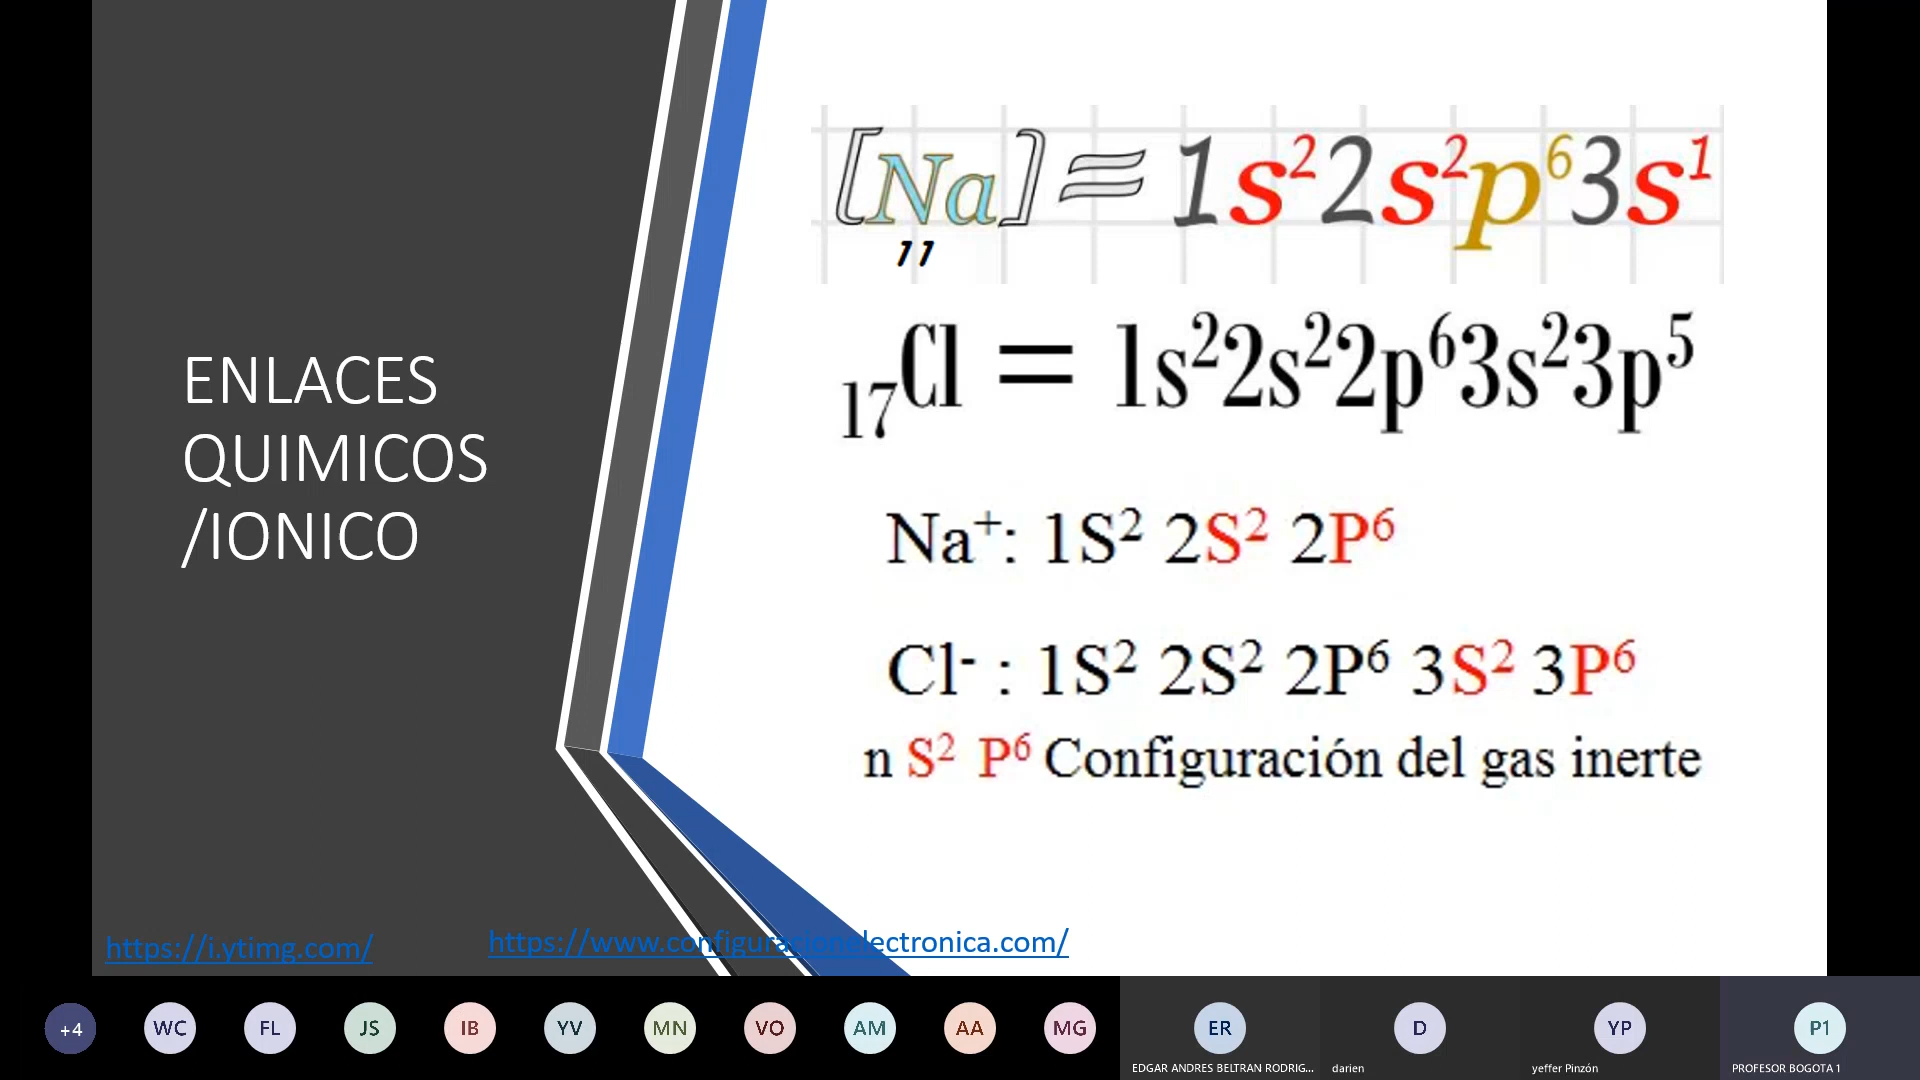 [Na] = 1s²2s²p⁶3s¹
11
₁₇Cl = 1s²2s²2p⁶3s²3p⁵
ENLACES
QUIMICOS
/IONICO
Na⁺: 1S² 2S² 2P⁶
Cl⁻ : 1S² 2S² 2P⁶ 3S² 3P⁶
n S² P⁶ Configuración del gas inerte
https://i.ytimg.com/
https://www.configuracionelectronica.com/
+4
WC
FL
JS
IB
YV
MN
VO
AM
AA
MG
ER
D
YP
P1
EDGAR ANDRES BELTRAN RODRIG...
darien
yeffer Pinzón
PROFESOR BOGOTA 1